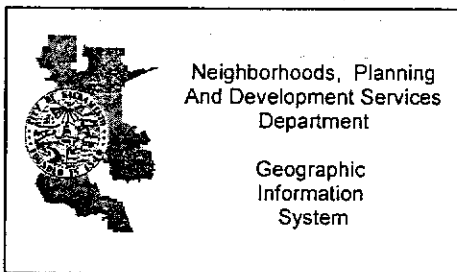 Neighborhoods, Planning
And Development Services
Department
Geographic
Information
System